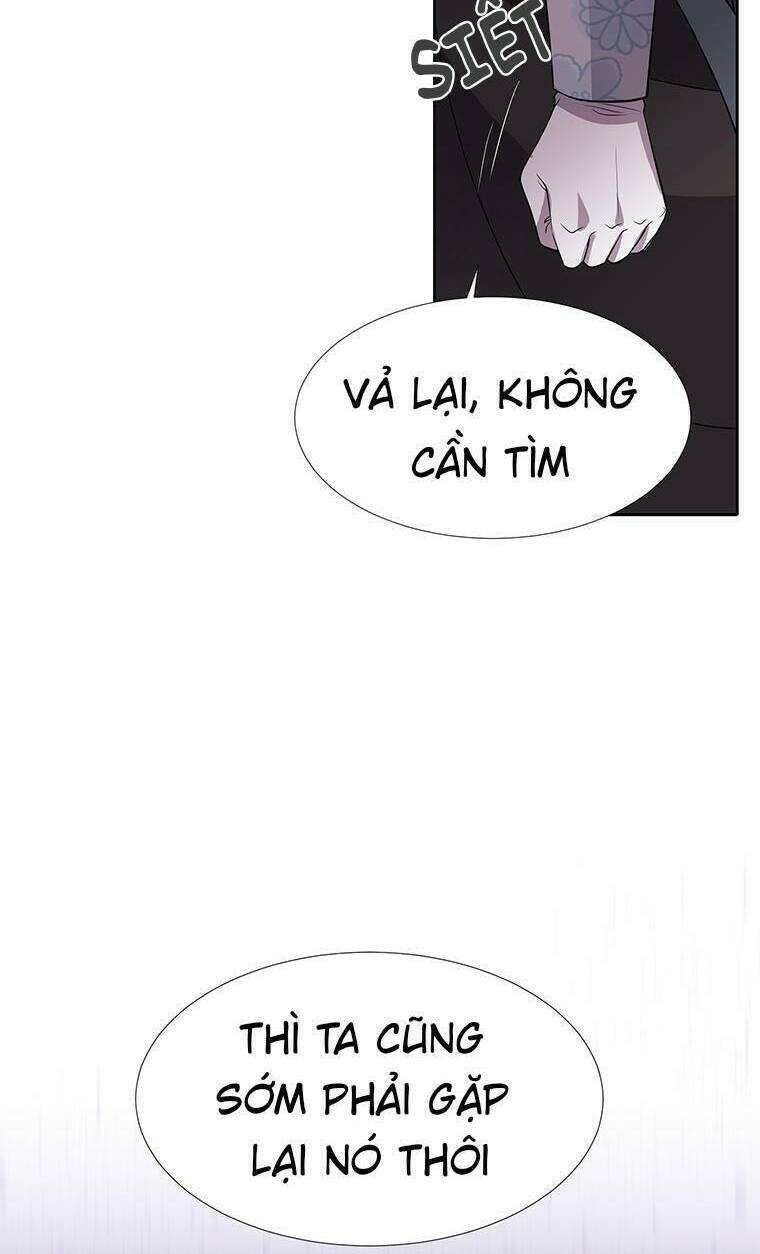 SIẾT
VẢ LẠI, KHÔNG
CẦN TÌM
THÌ TA CŨNG
SỚM PHẢI GẶP
LẠI NÓ THÔI